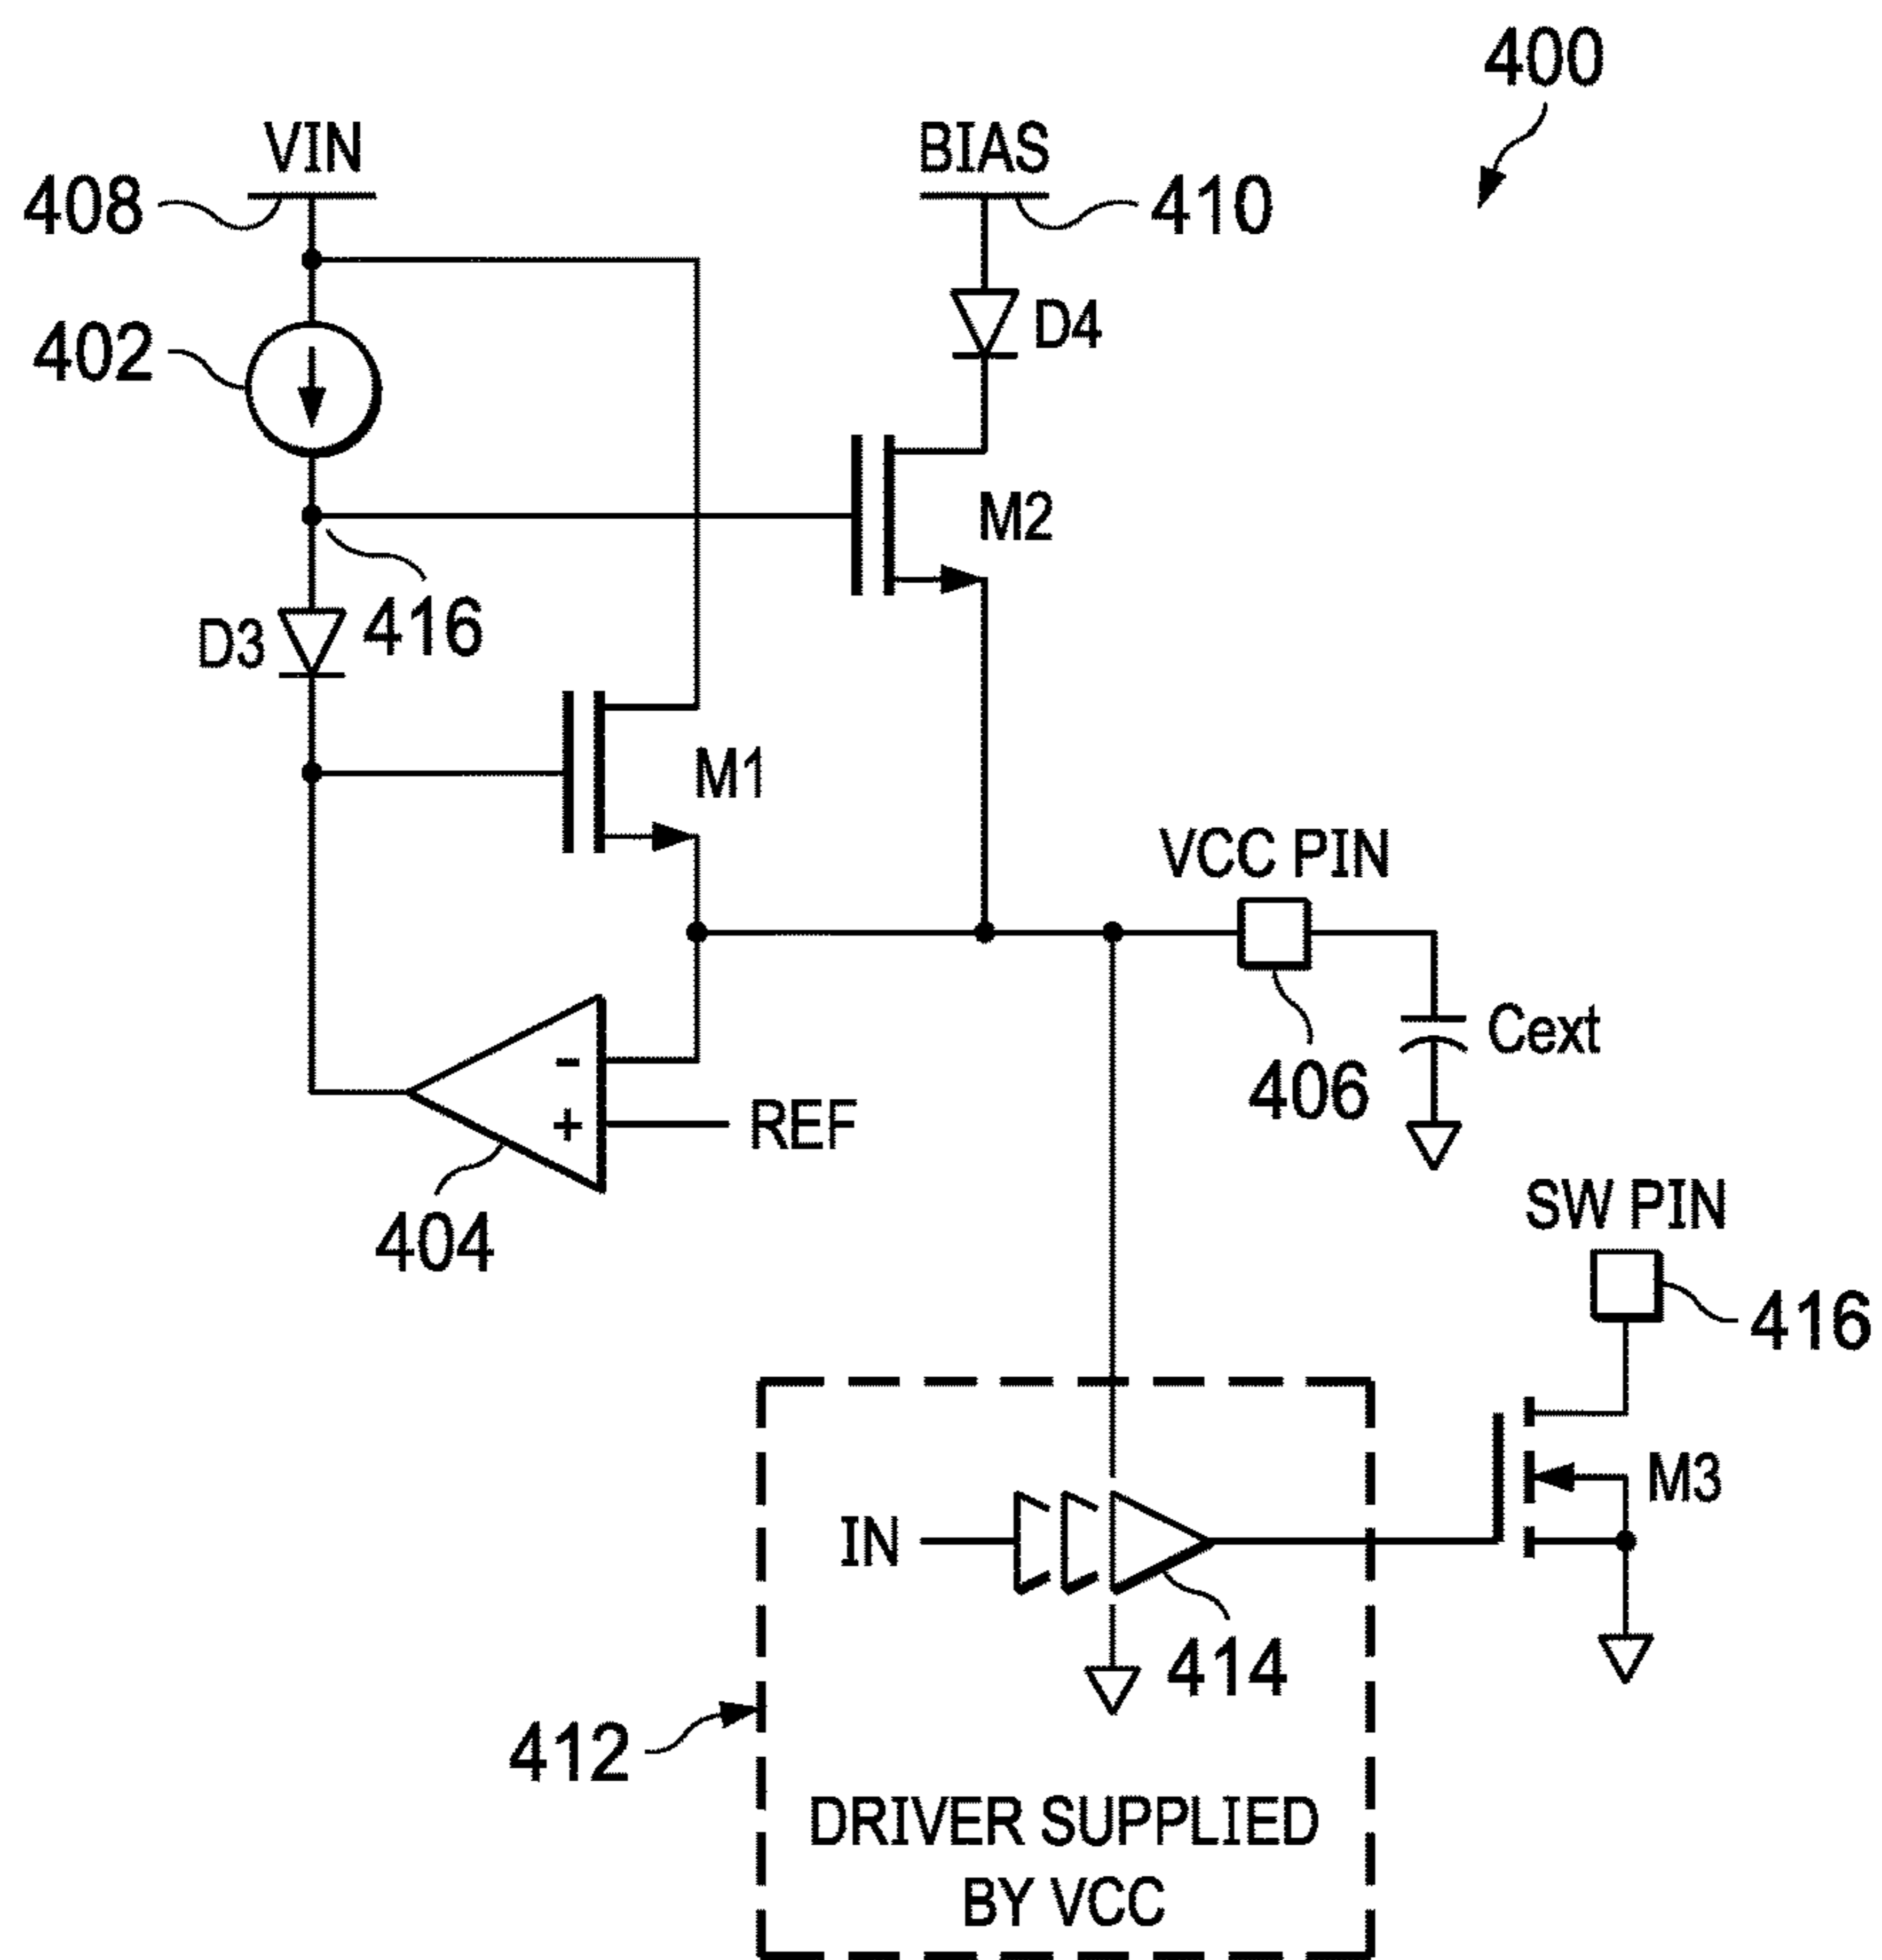 400
VIN
BIAS
408
410
402
D4
M2
416
D3
M1
VCC PIN
-
+
REF
Cext
406
404
SW PIN
416
M3
IN
414
412
DRIVER SUPPLIED
BY VCC